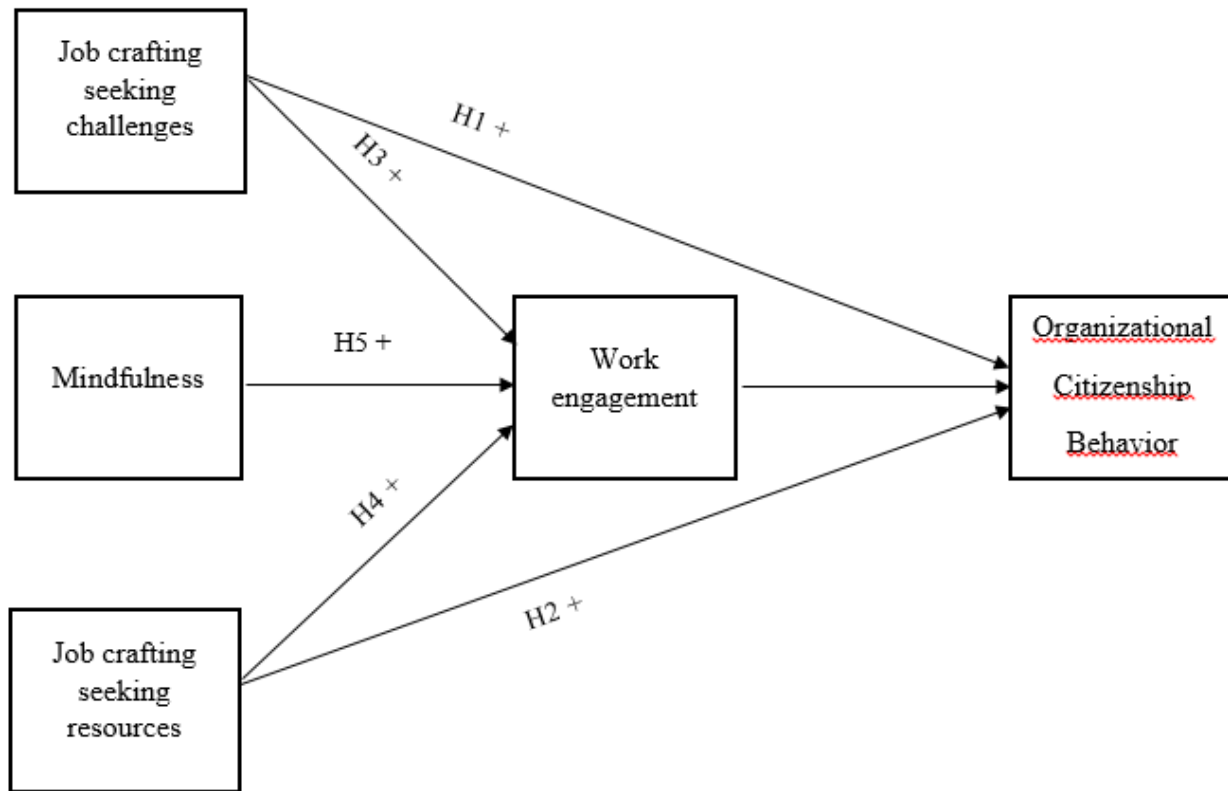 Job crafting
seeking
challenges
H1 +
H3 +
Mindfulness
H5 +
Work
engagement
Organizational
Citizenship
Behavior
H4 +
H2 +
Job crafting
seeking
resources